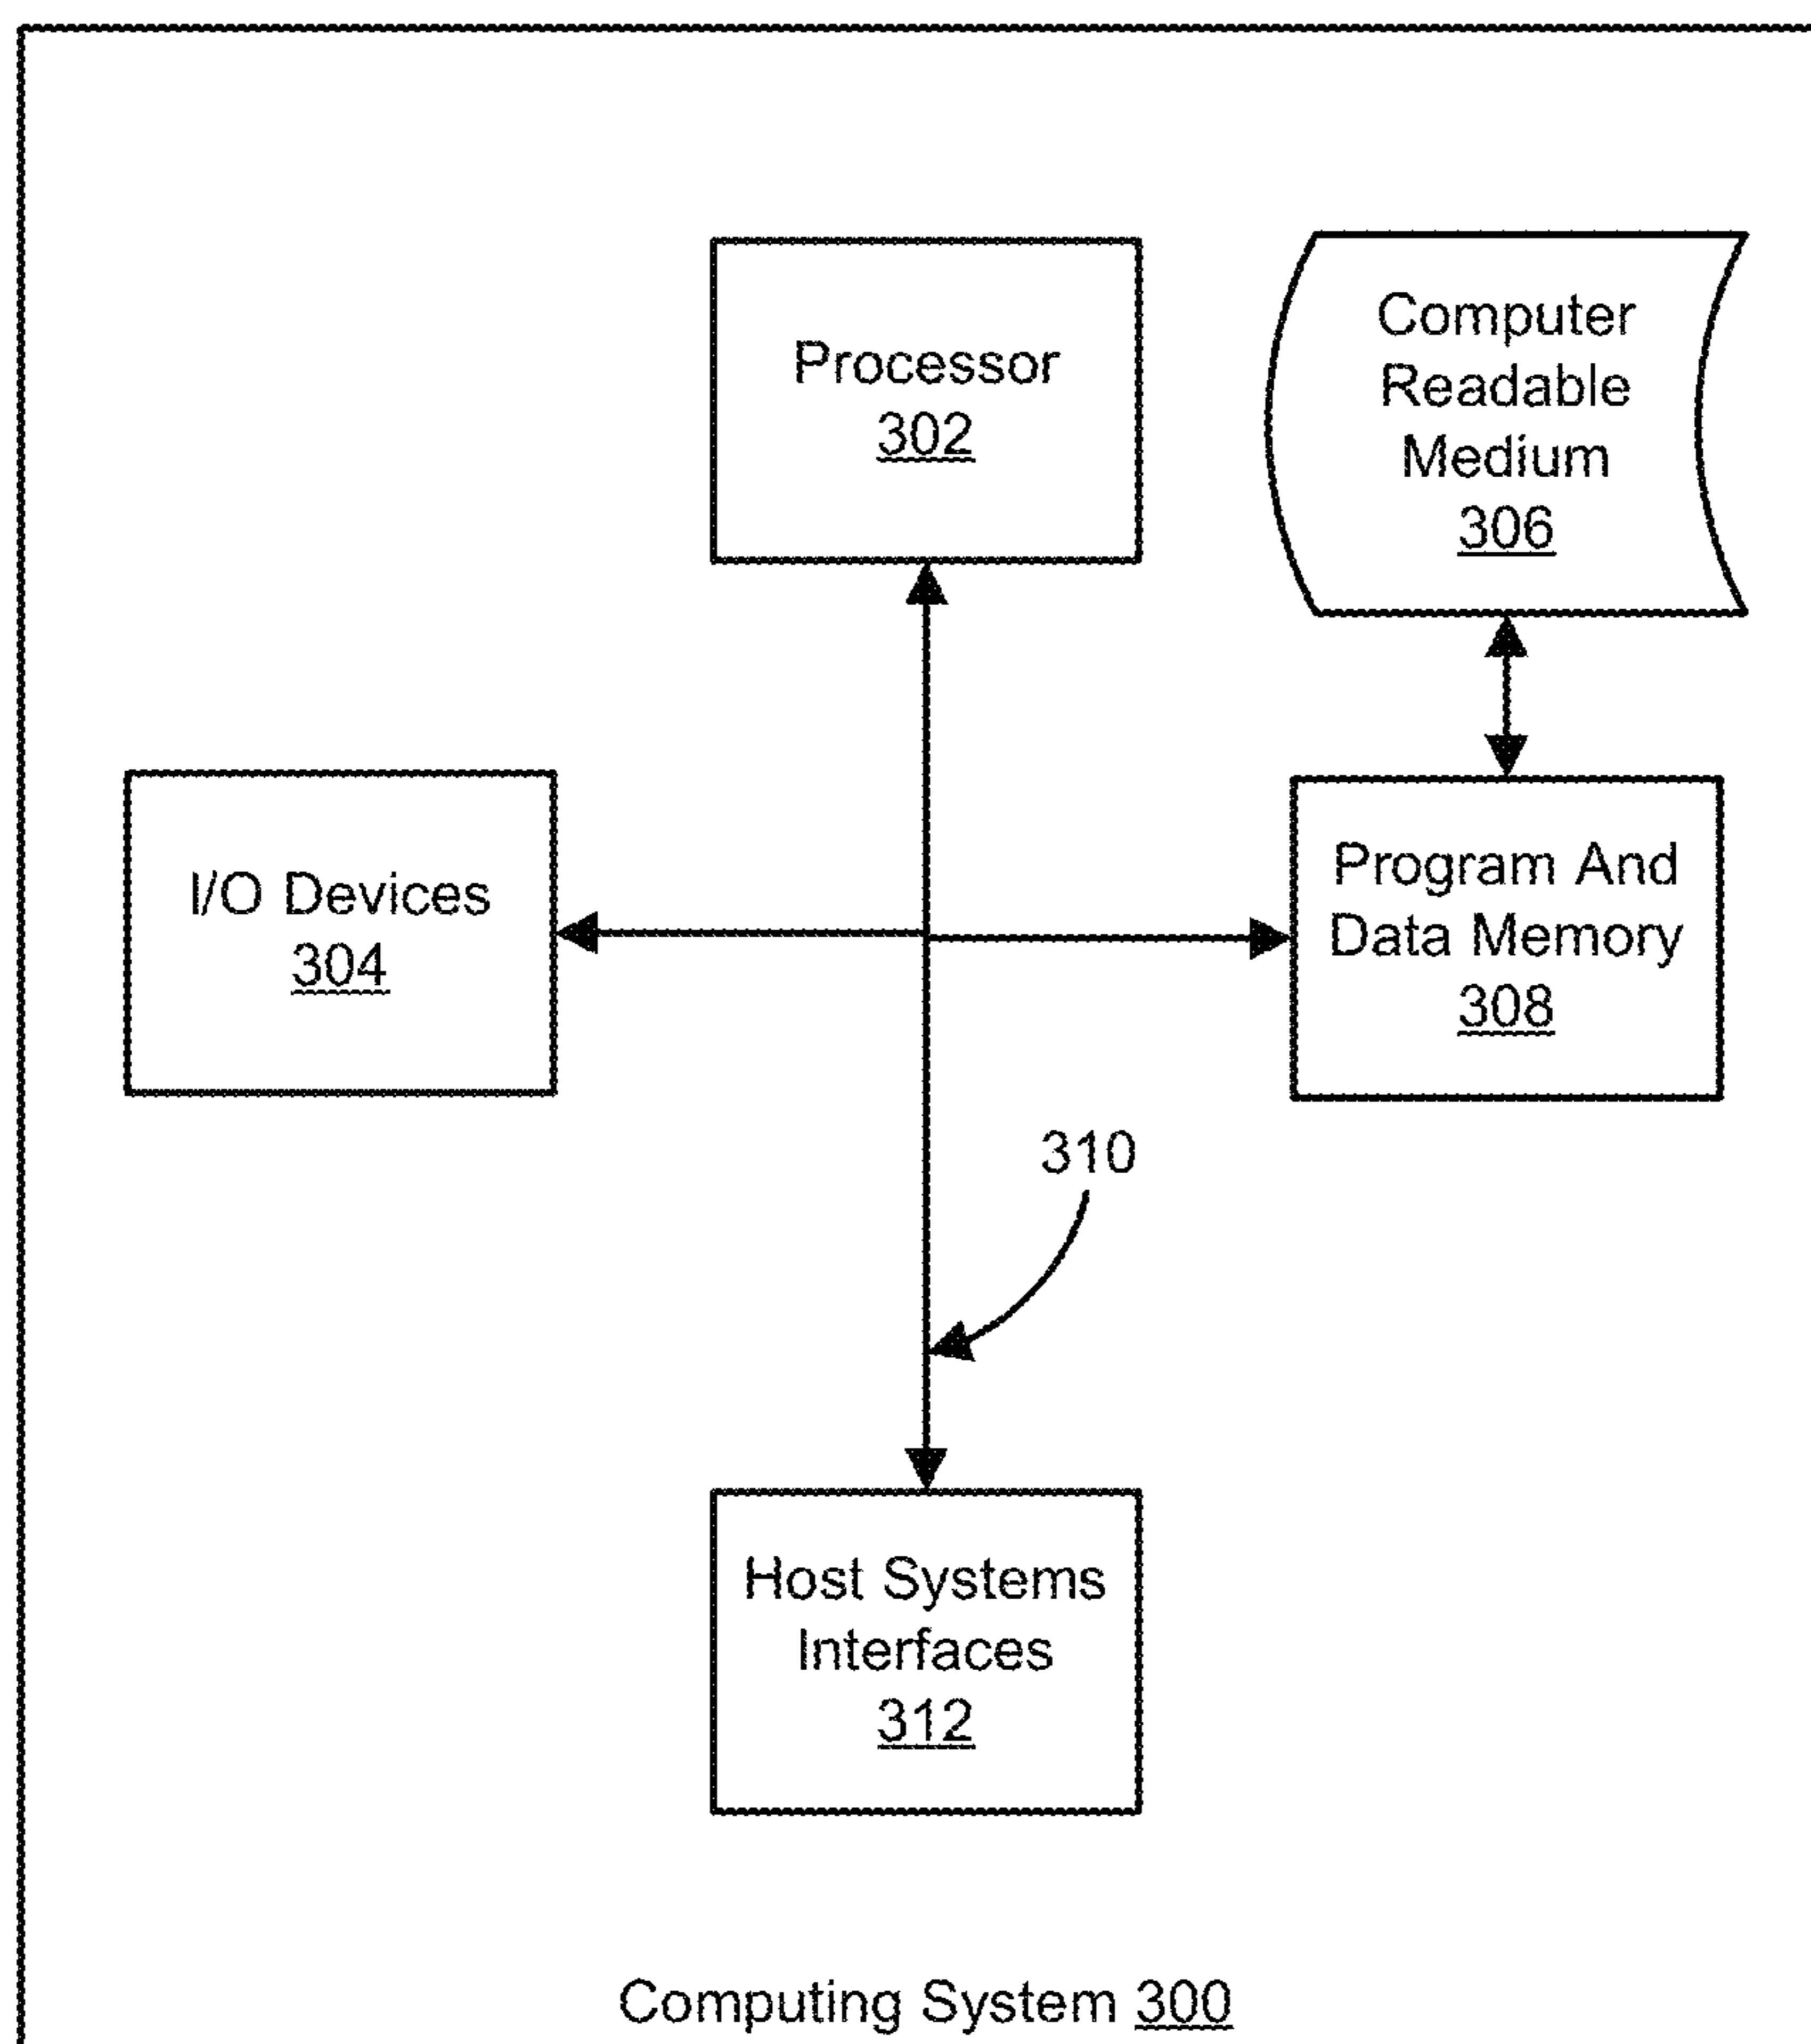 Processor
302
Computer
Readable
Medium
306
I/O Devices
304
Program And
Data Memory
308
310
Host Systems
Interfaces
312
Computing System 300